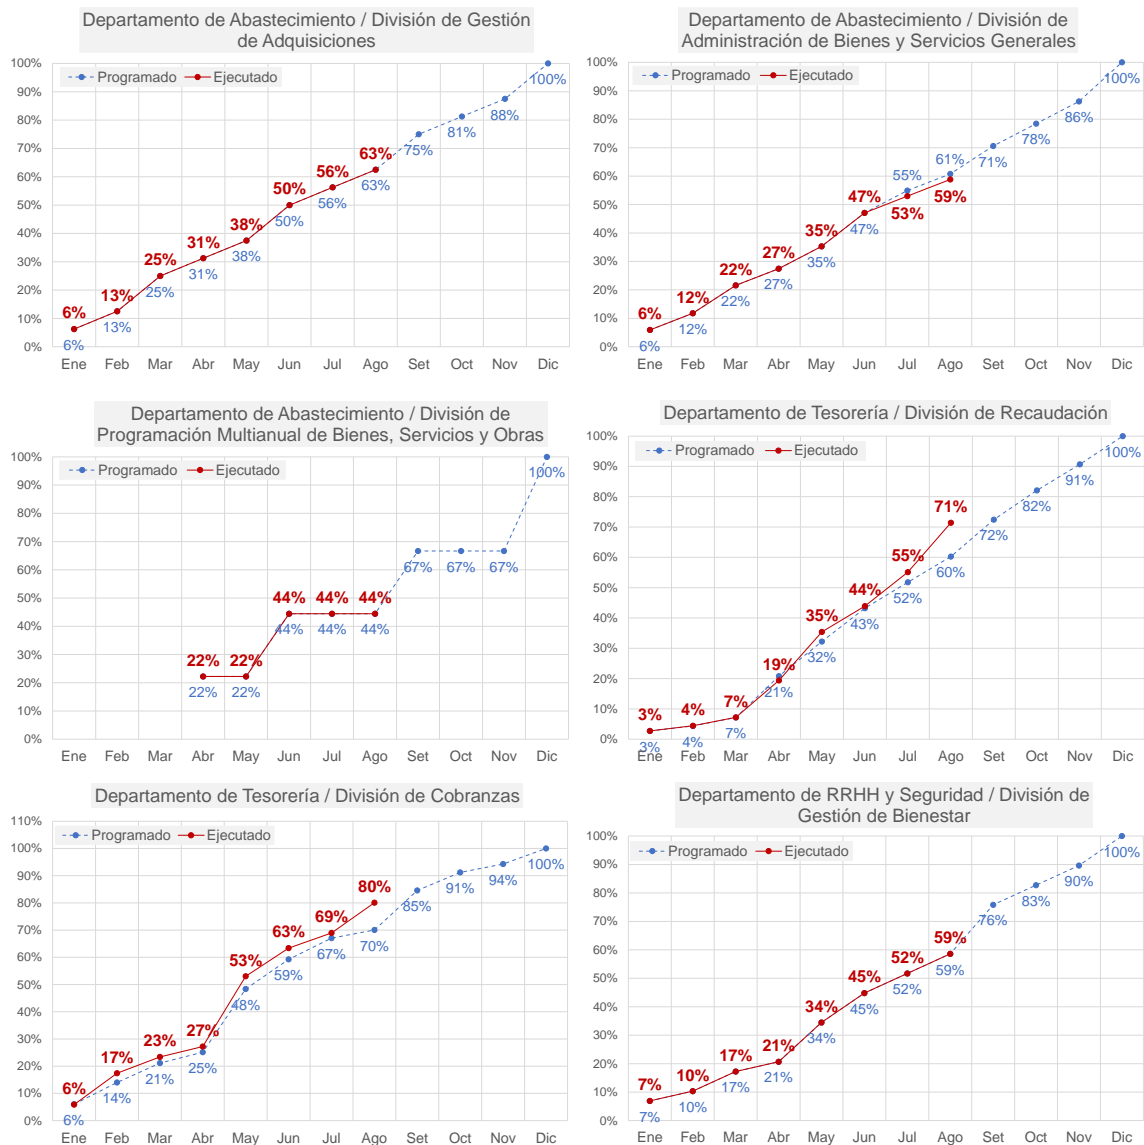 Departamento de Abastecimiento / División de Gestión
de Adquisiciones
100%
90%
80%
70%
60%
50%
40%
30%
20%
10%
0%
Programado Ejecutado
6% 13% 25% 31% 38% 50% 56% 63%
6% 13% 25% 31% 38% 50% 56% 63% 75% 81% 88% 100%
Ene Feb Mar Abr May Jun Jul Ago Set Oct Nov Dic
Departamento de Abastecimiento / División de
Administración de Bienes y Servicios Generales
100%
90%
80%
70%
60%
50%
40%
30%
20%
10%
0%
Programado Ejecutado
6% 12% 22% 27% 35% 47% 53% 59%
6% 12% 22% 27% 35% 47% 55% 61% 71% 78% 86% 100%
Ene Feb Mar Abr May Jun Jul Ago Set Oct Nov Dic
Departamento de Abastecimiento / División de
Programación Multianual de Bienes, Servicios y Obras
100%
90%
80%
70%
60%
50%
40%
30%
20%
10%
0%
Programado Ejecutado
22% 22% 44% 44% 44%
22% 22% 44% 44% 44% 67% 67% 67% 100%
Ene Feb Mar Abr May Jun Jul Ago Set Oct Nov Dic
Departamento de Tesorería / División de Recaudación
100%
90%
80%
70%
60%
50%
40%
30%
20%
10%
0%
Programado Ejecutado
3% 4% 7% 19% 35% 44% 55% 71%
3% 4% 7% 21% 32% 43% 52% 60% 72% 82% 91% 100%
Ene Feb Mar Abr May Jun Jul Ago Set Oct Nov Dic
Departamento de Tesorería / División de Cobranzas
110%
100%
90%
80%
70%
60%
50%
40%
30%
20%
10%
0%
Programado Ejecutado
6% 17% 23% 27% 53% 63% 69% 80%
6% 14% 21% 25% 48% 59% 67% 70% 85% 91% 94% 100%
Ene Feb Mar Abr May Jun Jul Ago Set Oct Nov Dic
Departamento de RRHH y Seguridad / División de
Gestión de Bienestar
100%
90%
80%
70%
60%
50%
40%
30%
20%
10%
0%
Programado Ejecutado
7% 10% 17% 21% 34% 45% 52% 59%
7% 10% 17% 21% 34% 45% 52% 59% 76% 83% 90% 100%
Ene Feb Mar Abr May Jun Jul Ago Set Oct Nov Dic